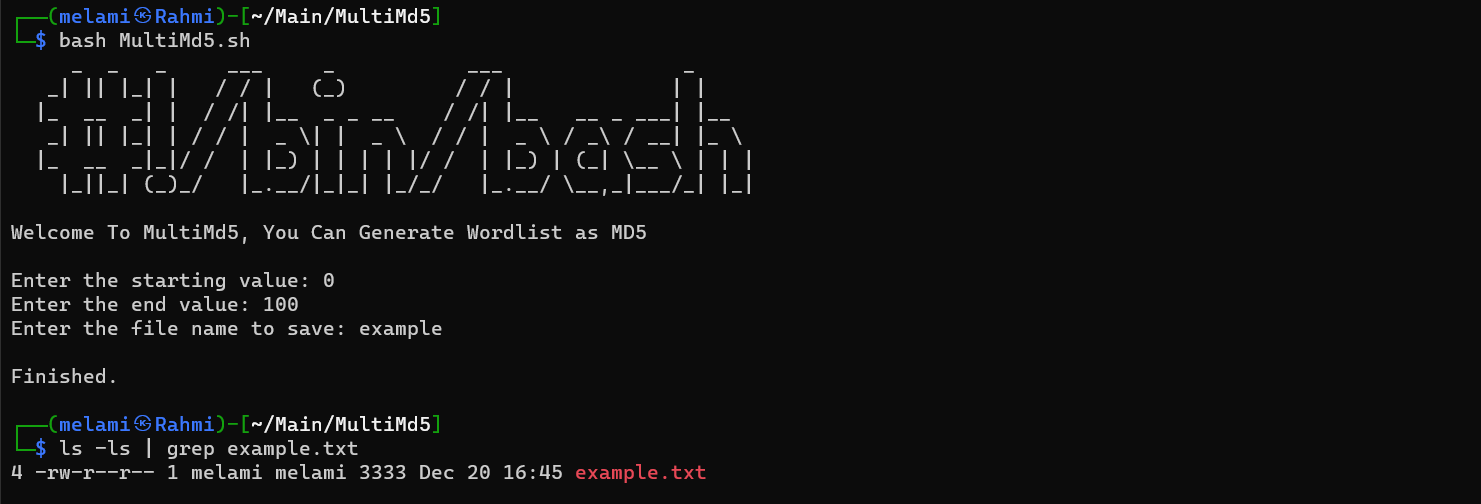 ┌──(melami㉿Rahmi)-[~/Main/MultiMd5]
└─$ bash MultiMd5.sh
#!/bin/bash
Welcome To MultiMd5, You Can Generate Wordlist as MD5
Enter the starting value: 0
Enter the end value: 100
Enter the file name to save: example
Finished.
┌──(melami㉿Rahmi)-[~/Main/MultiMd5]
└─$ ls -ls | grep example.txt
4 -rw-r--r-- 1 melami melami 3333 Dec 20 16:45 example.txt